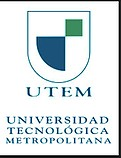 UTEM
UNIVERSIDAD
TECNOLÓGICA
METROPOLITANA